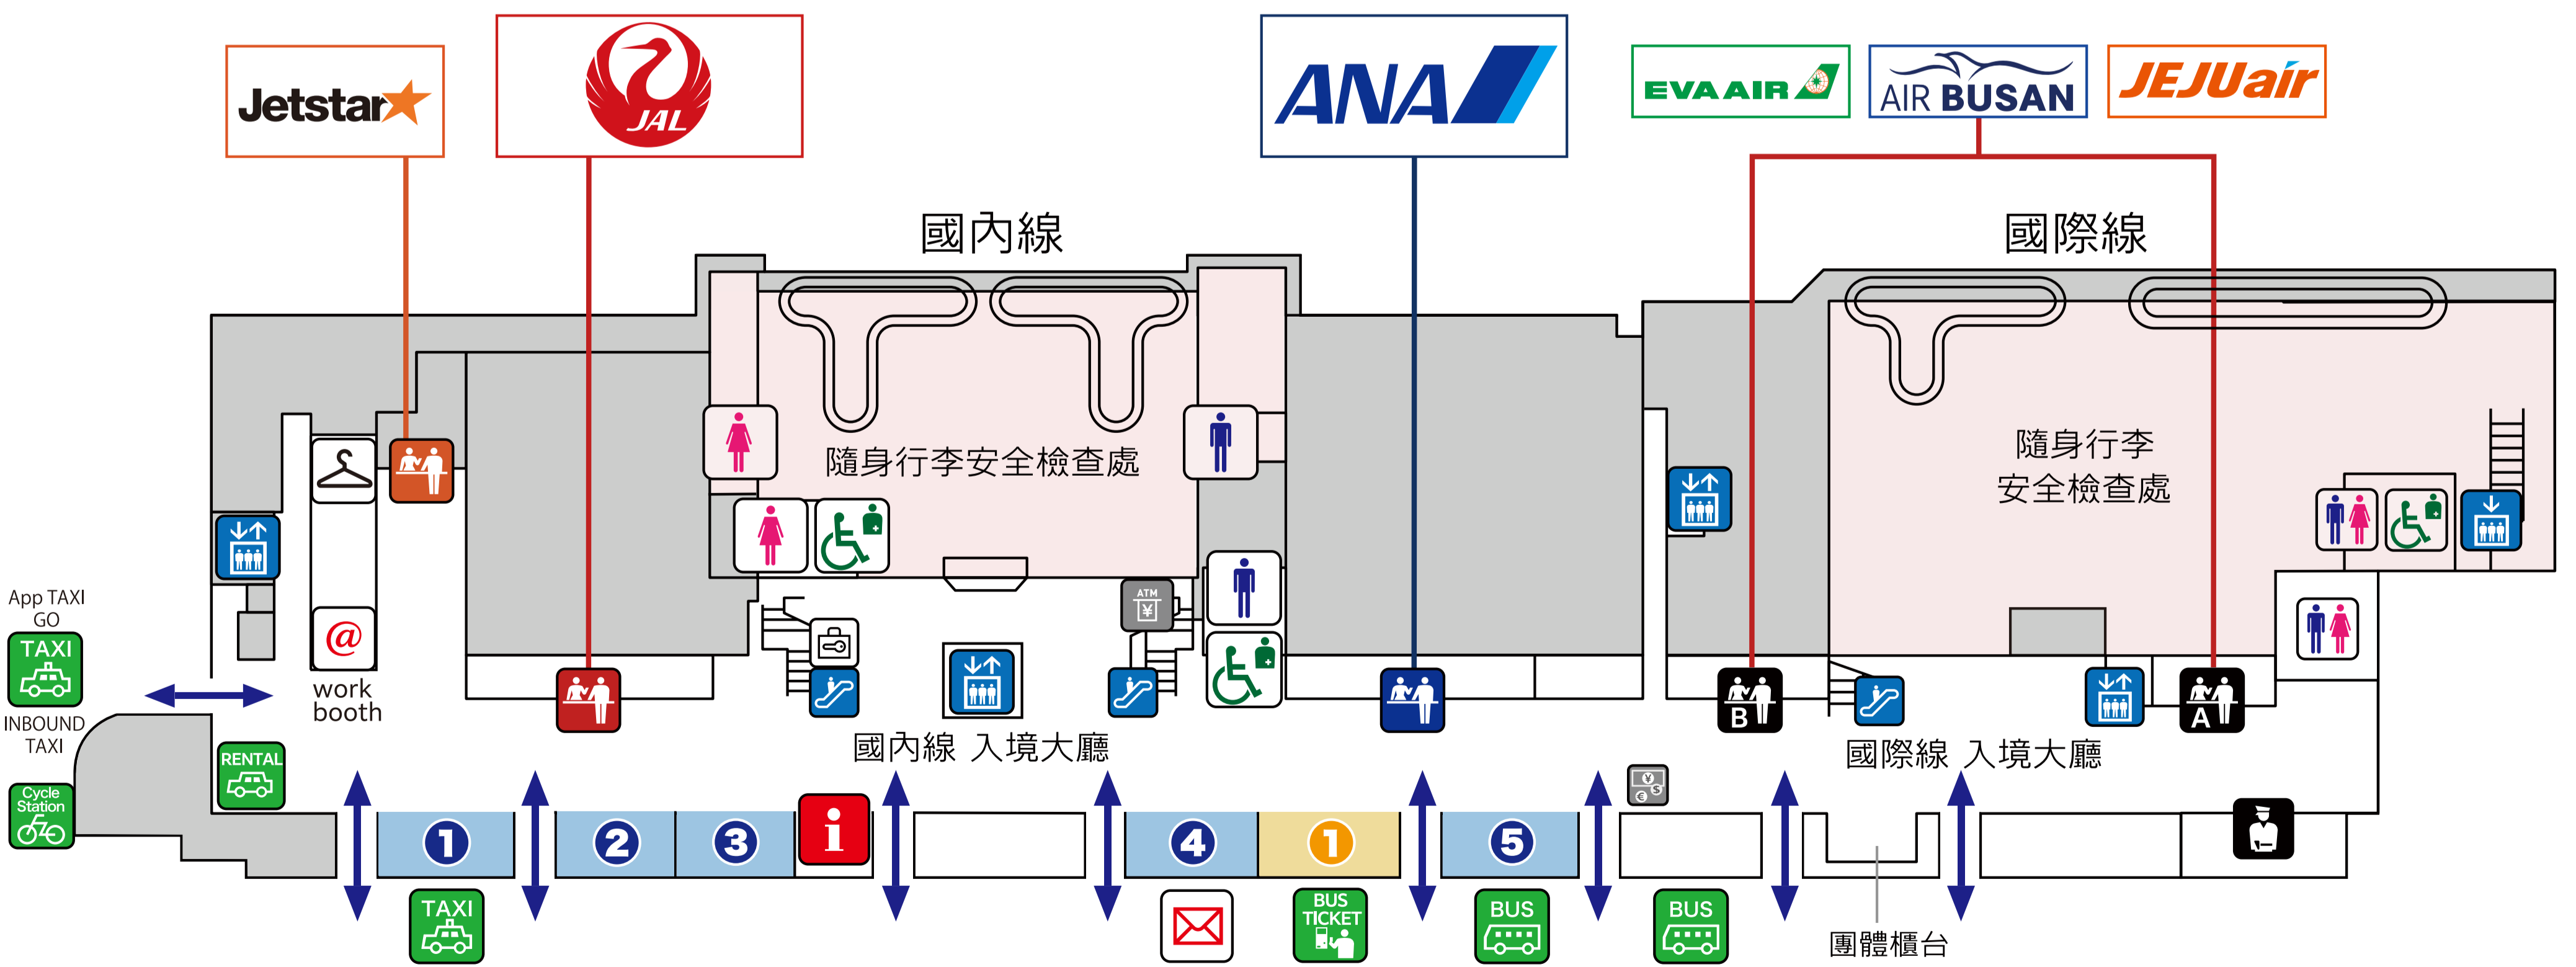 Jetstar
JAL
ANA
EVA AIR
AIR BUSAN
JEJUair
國內線
國際線
隨身行李安全檢查處
隨身行李
安全檢查處
ATM
¥
@
work
booth
App TAXI
GO
TAXI
INBOUND
TAXI
Cycle
Station
RENTAL
國內線 入境大廳
國際線 入境大廳
B
A
¥
$
€
1
2
3
i
4
1
5
TAXI
BUS
TICKET
BUS
BUS
團體櫃台